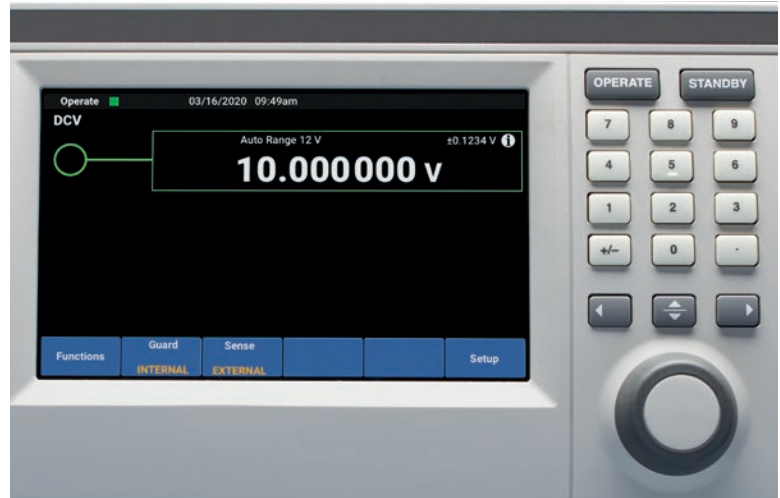 Operate 03/16/2020 09:49am
DCV
Auto Range 12 V ±0.1234 V i
10.000000 V
Functions
Guard
INTERNAL
Sense
EXTERNAL
Setup
OPERATE STANDBY
7 8 9
4 5 6
1 2 3
+/− 0 ·